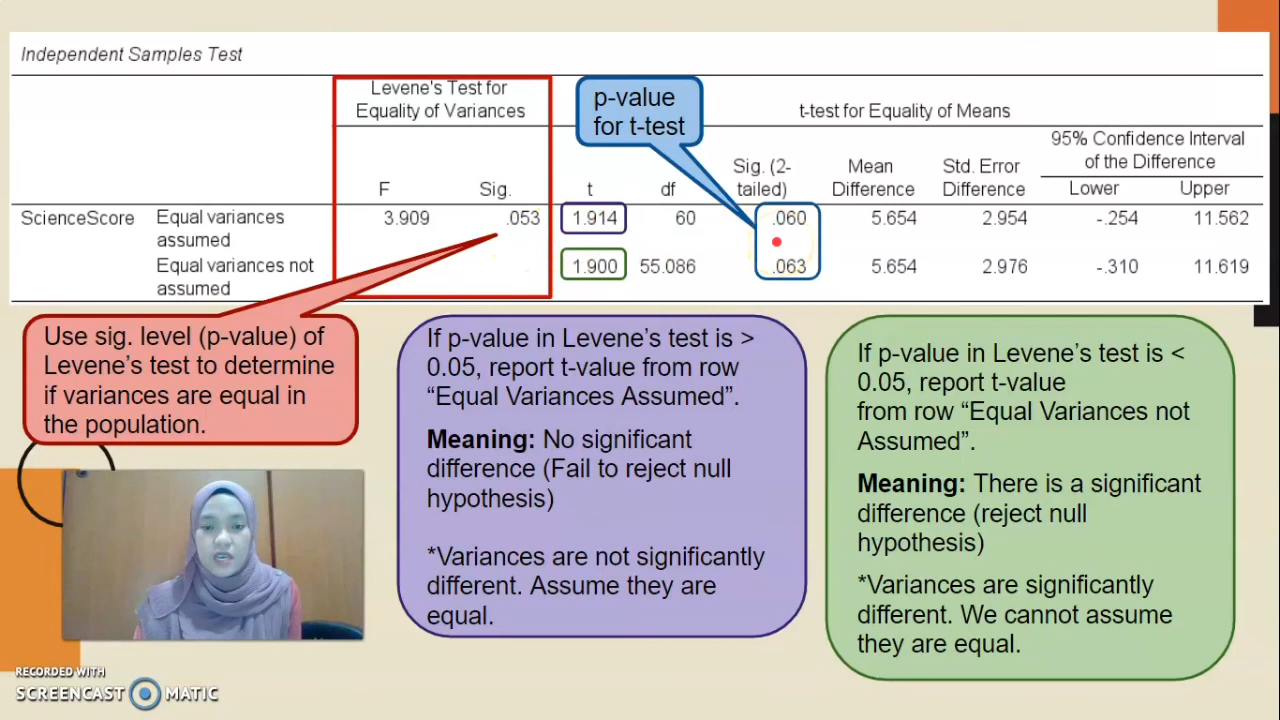 Independent Samples Test
Levene's Test for
Equality of Variances
p-value
for t-test
t-test for Equality of Means
F
Sig.
t
df
Sig. (2-
tailed)
Mean
Difference
Std. Error
Difference
95% Confidence Interval
of the Difference
Lower
Upper
ScienceScore
Equal variances
assumed
3.909
.053
1.914
60
.060
5.654
2.954
-.254
11.562
Equal variances not
assumed
1.900
55.086
.063
5.654
2.976
-.310
11.619
Use sig. level (p-value) of
Levene's test to determine
if variances are equal in
the population.
If p-value in Levene's test is >
0.05, report t-value from row
“Equal Variances Assumed”.
Meaning: No significant
difference (Fail to reject null
hypothesis)
*Variances are not significantly
different. Assume they are
equal.
If p-value in Levene's test is <
0.05, report t-value
from row “Equal Variances not
Assumed”.
Meaning: There is a significant
difference (reject null
hypothesis)
*Variances are significantly
different. We cannot assume
they are equal.
RECORDED WITH
SCREENCAST MATIC